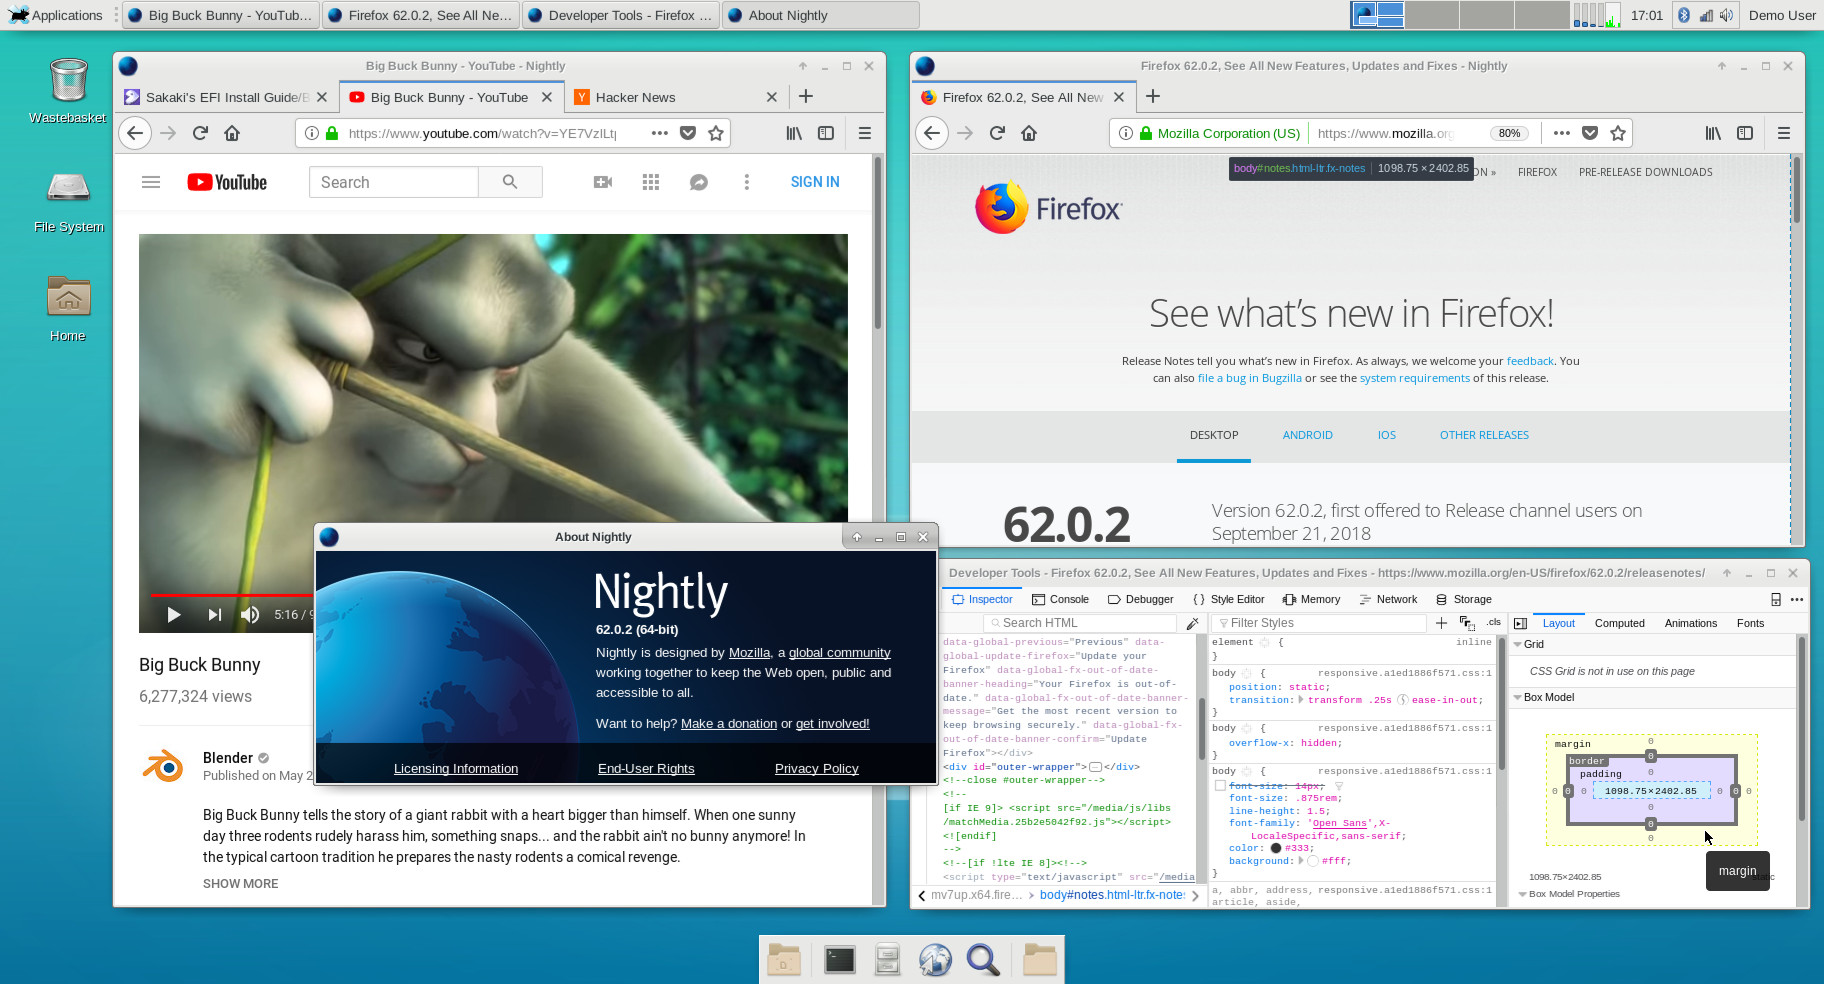 Applications
Big Buck Bunny - YouTub...
Firefox 62.0.2, See All Ne...
Developer Tools - Firefox ...
About Nightly
17:01
Demo User
Wastebasket
File System
Home
Big Buck Bunny - YouTube - Nightly
Sakaki's EFI Install Guide/B
Big Buck Bunny - YouTube
Hacker News
https://www.youtube.com/watch?v=YE7VzlLt
YouTube
Search
SIGN IN
5:16 / 9
Big Buck Bunny
6,277,324 views
Blender
Published on May 2
Big Buck Bunny tells the story of a giant rabbit with a heart bigger than himself. When one sunny
day three rodents rudely harass him, something snaps... and the rabbit ain't no bunny anymore! In
the typical cartoon tradition he prepares the nasty rodents a comical revenge.
SHOW MORE
About Nightly
Nightly
62.0.2 (64-bit)
Nightly is designed by Mozilla, a global community
working together to keep the Web open, public and
accessible to all.
Want to help? Make a donation or get involved!
Licensing Information End-User Rights Privacy Policy
Firefox 62.0.2, See All New Features, Updates and Fixes - Nightly
Firefox 62.0.2, See All New
Mozilla Corporation (US) https://www.mozilla.org 80%
body#notes.html-ltr.fx-notes 1098.75 × 2402.85
ON » FIREFOX PRE-RELEASE DOWNLOADS
Firefox
See what's new in Firefox!
Release Notes tell you what's new in Firefox. As always, we welcome your feedback. You
can also file a bug in Bugzilla or see the system requirements of this release.
DESKTOP ANDROID IOS OTHER RELEASES
62.0.2
Version 62.0.2, first offered to Release channel users on
September 21, 2018
Developer Tools - Firefox 62.0.2, See All New Features, Updates and Fixes - https://www.mozilla.org/en-US/firefox/62.0.2/releasenotes/
Inspector Console Debugger Style Editor Memory Network Storage
Search HTML
data-global-previous="Previous" data-
global-update-firefox="Update your
Firefox" data-global-fx-out-of-date-
banner-heading="Your Firefox is out-of-
date." data-global-fx-out-of-date-banner-
message="Get the most recent version to
keep browsing securely." data-global-fx-
out-of-date-banner-confirm="Update
Firefox"></div>
<div id="outer-wrapper"></div>
<!--close #outer-wrapper-->
<!--
[if IE 9]> <script src="/media/js/libs
/matchMedia.25b2e5042f92.js"></script>
<![endif]
-->
<!--[if !lte IE 8]><!-->
<script type="text/javascript" src="/media
mv7up.x64.fire... body#notes.html-ltr.fx-notes
Filter Styles .cls
element { inline
}
body { responsive.a1ed1886f571.css:1
position: static;
transition: transform .25s ease-in-out;
}
body { responsive.a1ed1886f571.css:1
overflow-x: hidden;
}
body { responsive.a1ed1886f571.css:1
font-size: 14px;
font-size: .875rem;
line-height: 1.5;
font-family: 'Open Sans',X-
LocaleSpecific,sans-serif;
color: #333;
background: #fff;
}
a, abbr, address, responsive.a1ed1886f571.css:1
article, aside,
Layout Computed Animations Fonts
Grid
CSS Grid is not in use on this page
Box Model
margin 0
border 0
padding 0
0 0 0 1098.75×2402.85 0 0 0
0
0
0
1098.75×2402.85
margin
Box Model Properties